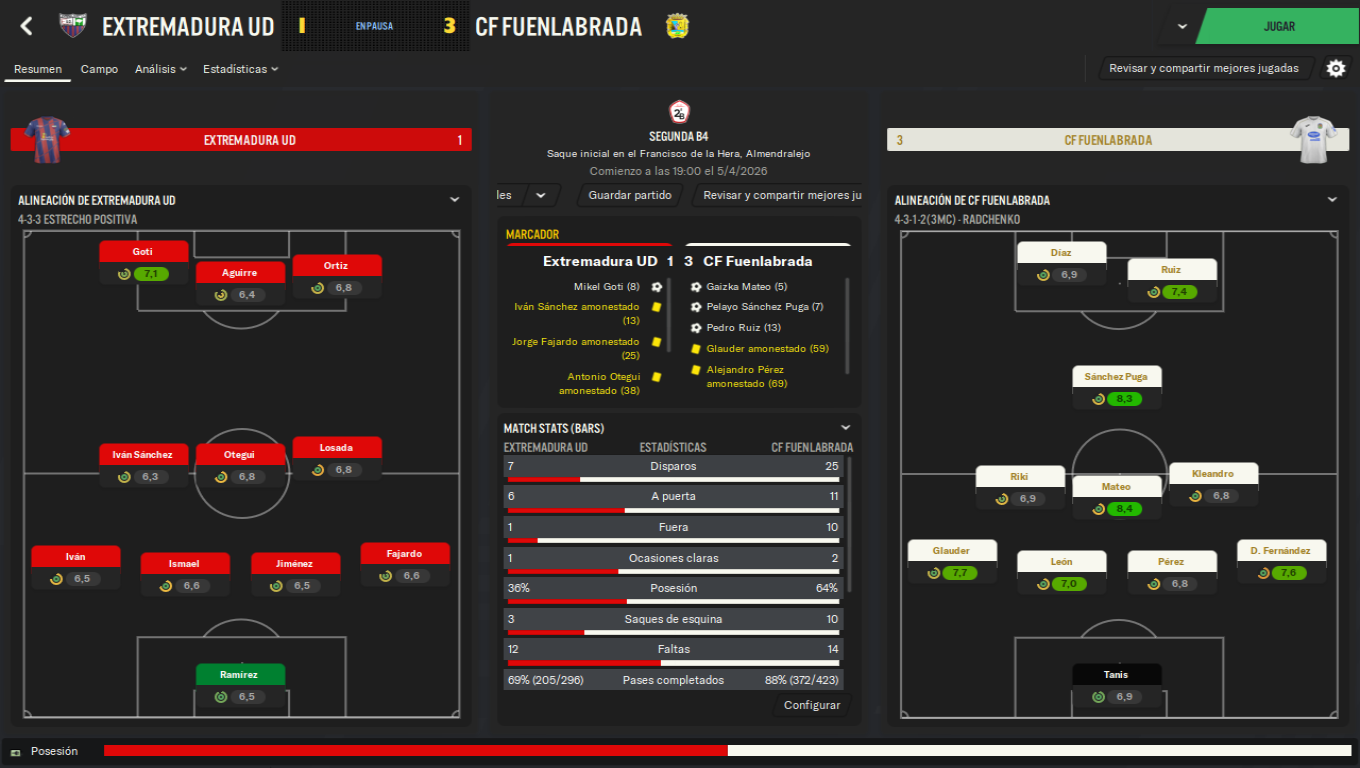 EXTREMADURA UD
1
EN PAUSA
3
CF FUENLABRADA
JUGAR
Resumen
Campo
Análisis
Estadísticas
Revisar y compartir mejores jugadas
EXTREMADURA UD
1
2B
SEGUNDA B4
Saque inicial en el Francisco de la Hera, Almendralejo
Comienzo a las 19:00 el 5/4/2026
les
Guardar partido
Revisar y compartir mejores ju
3
CF FUENLABRADA
ALINEACIÓN DE EXTREMADURA UD
4-3-3 ESTRECHO POSITIVA
Goti
7,1
Aguirre
6,4
Ortiz
6,8
Iván Sánchez
6,3
Otegui
6,8
Losada
6,8
Iván
6,5
Ismael
6,6
Jiménez
6,5
Fajardo
6,6
Ramírez
6,5
MARCADOR
Extremadura UD 1 3 CF Fuenlabrada
Mikel Goti (8)
Iván Sánchez amonestado
(13)
Jorge Fajardo amonestado
(25)
Antonio Otegui
amonestado (38)
Gaizka Mateo (5)
Pelayo Sánchez Puga (7)
Pedro Ruiz (13)
Glauder amonestado (59)
Alejandro Pérez
amonestado (69)
MATCH STATS (BARS)
EXTREMADURA UD ESTADÍSTICAS CF FUENLABRADA
7 Disparos 25
6 A puerta 11
1 Fuera 10
1 Ocasiones claras 2
36% Posesión 64%
3 Saques de esquina 10
12 Faltas 14
69% (205/296) Pases completados 88% (372/423)
Configurar
ALINEACIÓN DE CF FUENLABRADA
4-3-1-2 (3MC) - RADCHENKO
Díaz
6,9
Ruiz
7,4
Sánchez Puga
8,3
Riki
6,9
Mateo
8,4
Kleandro
6,8
Glauder
7,7
León
7,0
Pérez
6,8
D. Fernández
7,6
Tanis
6,9
Posesión